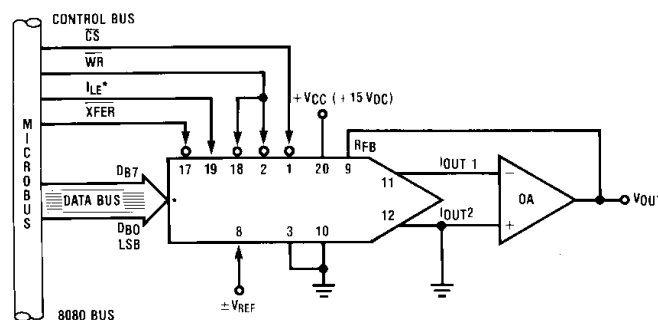 CONTROL BUS
CS
WR
ILE*
XFER
+VCC (+15 VDC)
RFB
17 19 18 2 1 20 9
IOUT 1
11
MICROBUS
DB7
DATA BUS
DB0
LSB
8 3 10
12
IOUT2
−
OA
+
VOUT
±VREF
8080 BUS